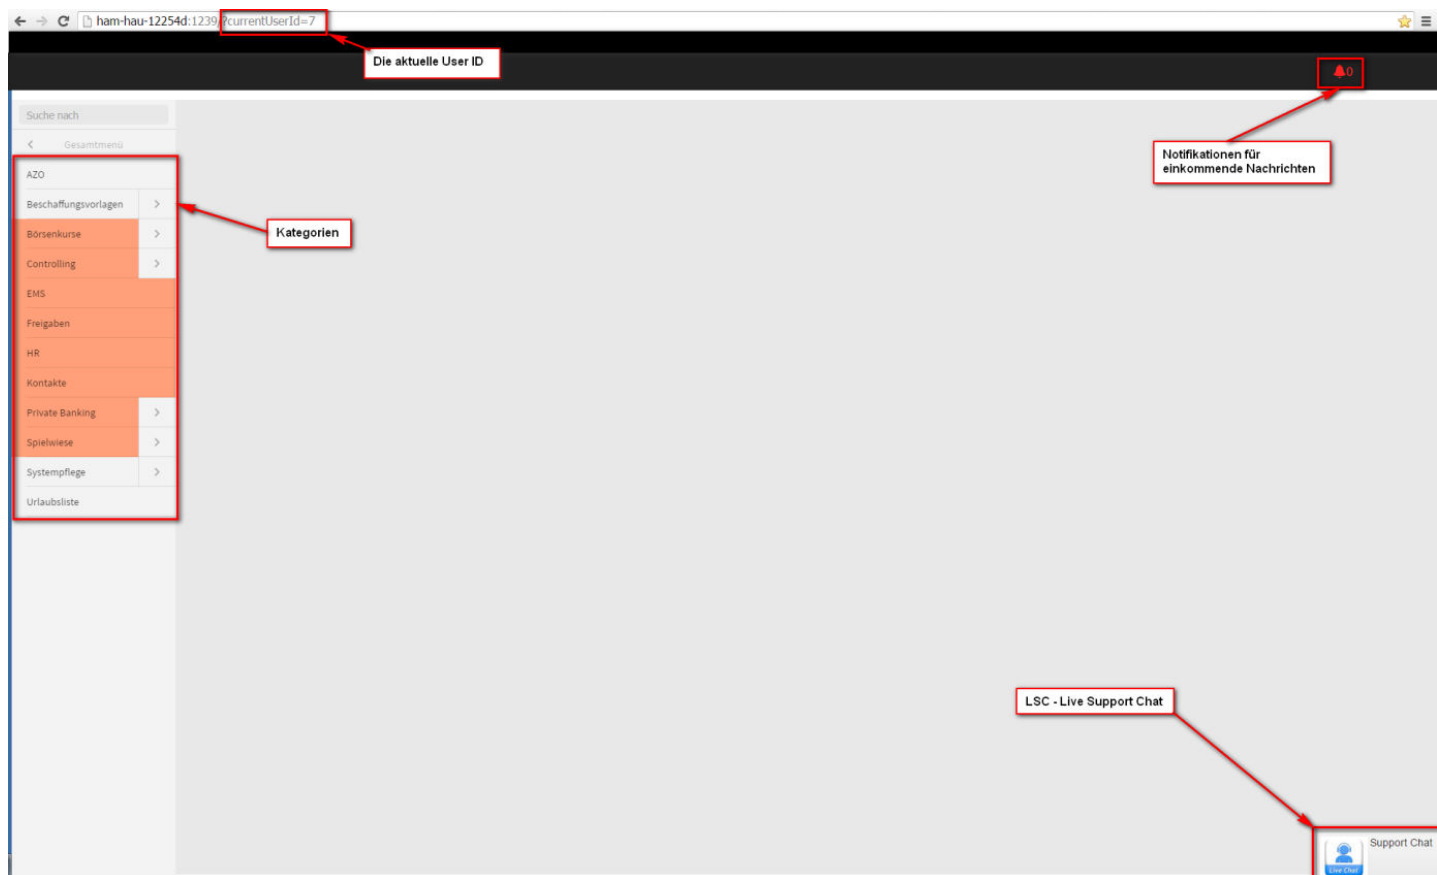 ham-hau-12254d:1239/?currentUserId=7
Die aktuelle User ID
0
Suche nach
Gesamtmenü
Notifikationen für
einkommende Nachrichten
AZO
Beschaffungsvorlagen
Kategorien
Börsenkurse
Controlling
EMS
Freigaben
HR
Kontakte
Private Banking
Spielwiese
Systempflege
Urlaubsliste
LSC - Live Support Chat
Support Chat
Live Chat